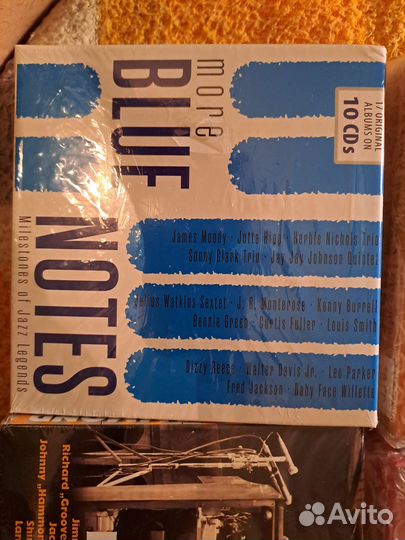 more
BLUE
NOTES
Milestones of Jazz Legends
17 ORIGINAL
ALBUMS ON
10 CDs
James Moody · Jutta Hipp · Herbie Nichols Trio
Sonny Clark Trio · Jay Jay Johnson Quintet
Julius Watkins Sextet · J. R. Monterose · Kenny Burrell
Bennie Green · Curtis Fuller · Louis Smith
Dizzy Reece · Walter Davis Jr. · Leo Parker
Fred Jackson · Baby Face Willette
Richard „Groove
Johnny „Hammon
Avito